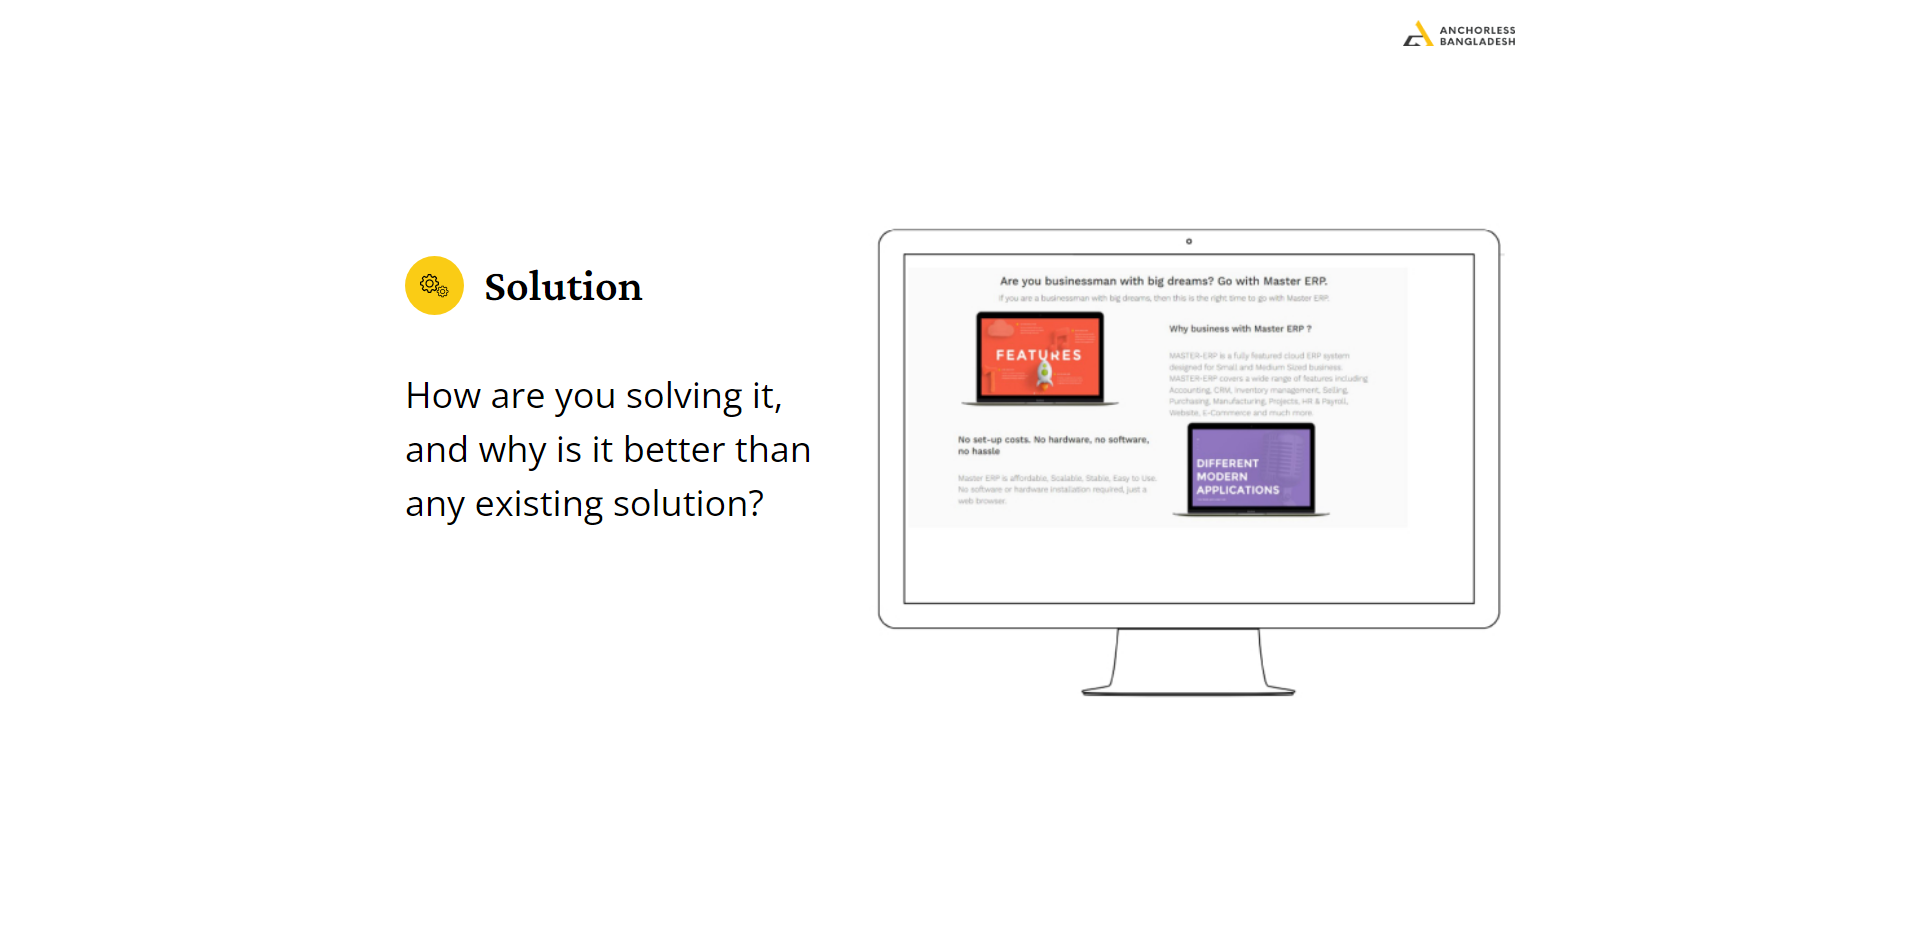 ANCHORLESS
BANGLADESH
Solution
How are you solving it,
and why is it better than
any existing solution?
Are you businessman with big dreams? Go with Master ERP.
If you are a businessman with big dreams, then this is the right time to go with Master ERP.
FEATURES
Why business with Master ERP ?
MASTER-ERP is a fully featured cloud ERP system
designed for Small and Medium Sized business.
MASTER-ERP covers a wide range of features including
Accounting, CRM, Inventory management, Selling,
Purchasing, Manufacturing, Projects, HR & Payroll,
Website, E-Commerce and much more.
No set-up costs. No hardware, no software,
no hassle
Master ERP is affordable, Scalable, Stable, Easy to Use.
No software or hardware installation required, just a
web browser.
DIFFERENT
MODERN
APPLICATIONS